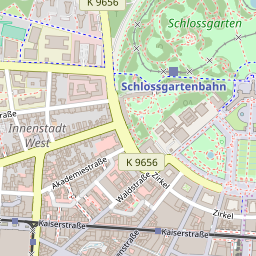 K 9656
Schlossgarten
Schlossgartenbahn
Innenstadt
West
K 9656
Akademiestraße
Waldstraße
Zirkel
Zirkel
Kaiserstraße
Kaiserstraße